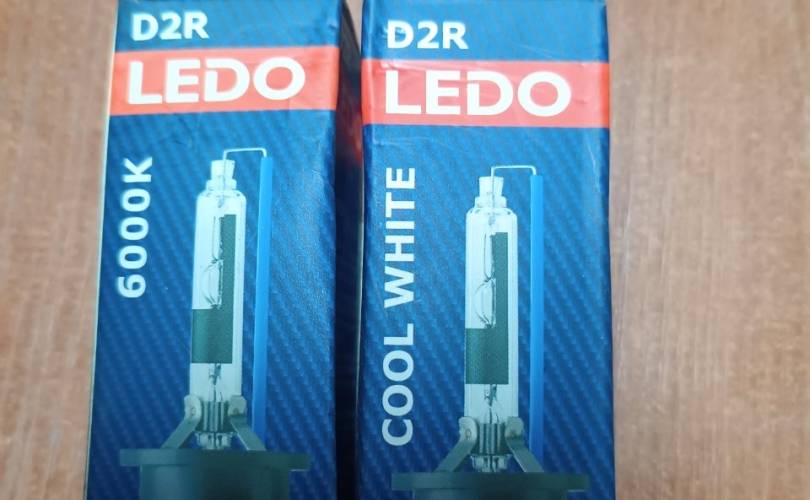 D2R
LEDO
6000K
D2R
LEDO
COOL WHITE